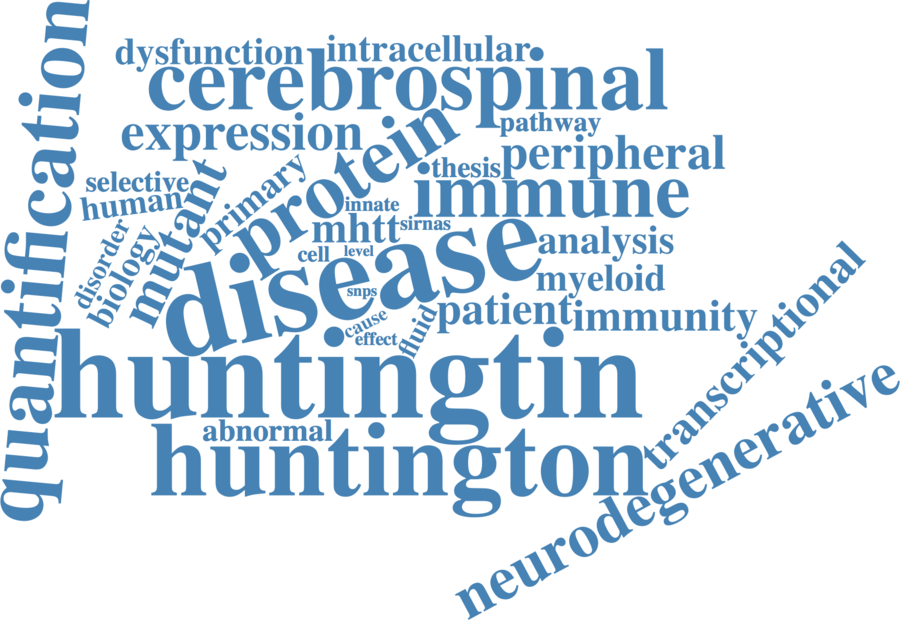 quantification
dysfunction
intracellular
cerebrospinal
expression
pathway
protein
peripheral
thesis
immune
selective
human
mutant
primary
innate
mhtt
sirnas
disorder
biology
disease
cell
level
analysis
snps
myeloid
cause
effect
fluid
patient
immunity
huntingtin
transcriptional
abnormal
huntington
neurodegenerative